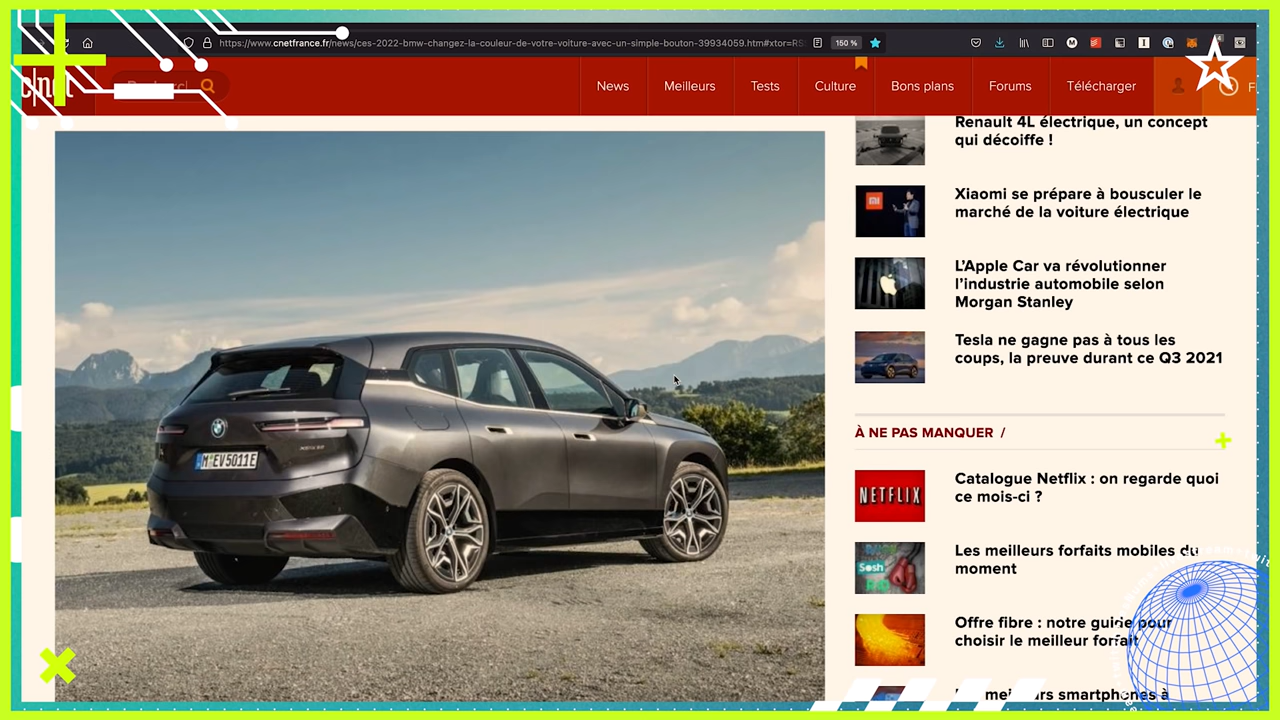 https://www.cnetfrance.fr/news/ces-2022-bmw-changez-la-couleur-de-votre-voiture-avec-un-simple-bouton-39934059.htm#xtor=RS
150 %
cnet
News
Meilleurs
Tests
Culture
Bons plans
Forums
Télécharger
Renault 4L électrique, un concept
qui décoiffe !
Xiaomi se prépare à bousculer le
marché de la voiture électrique
L'Apple Car va révolutionner
l'industrie automobile selon
Morgan Stanley
Tesla ne gagne pas à tous les
coups, la preuve durant ce Q3 2021
À NE PAS MANQUER /
NETFLIX
Catalogue Netflix : on regarde quoi
ce mois-ci ?
Sosh
Les meilleurs forfaits mobiles du
moment
Offre fibre : notre guide pour
choisir le meilleur forfait
smartphones à
M EV5011E